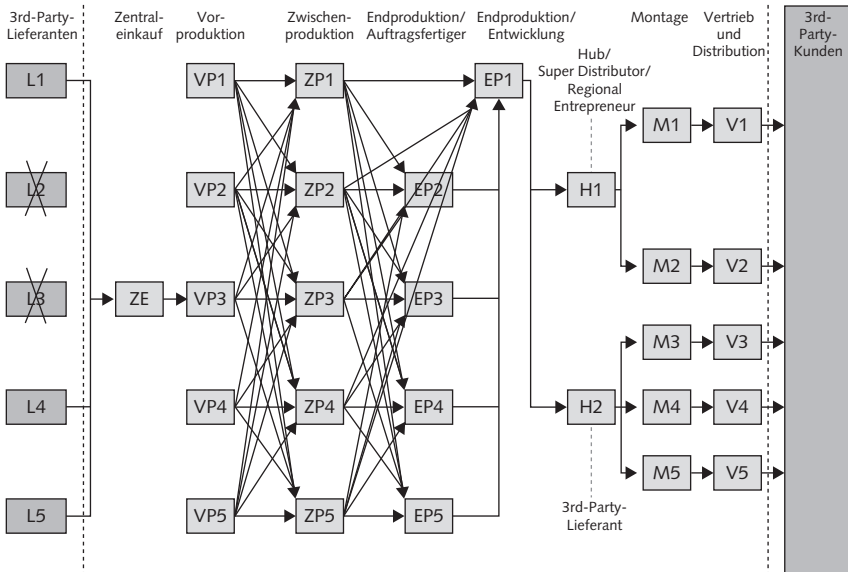 3rd-Party-
Lieferanten
Zentral-
einkauf
Vor-
produktion
Zwischen-
produktion
Endproduktion/
Auftragsfertiger
Endproduktion/
Entwicklung
Hub/
Super Distributor/
Regional
Entrepreneur
Montage
Vertrieb
und
Distribution
3rd-
Party-
Kunden
L1
VP1
ZP1
EP1
M1
V1
L2
VP2
ZP2
EP2
H1
M2
V2
L3
ZE
VP3
ZP3
EP3
M3
V3
L4
VP4
ZP4
EP4
H2
M4
V4
M5
V5
L5
VP5
ZP5
EP5
3rd-Party-
Lieferant